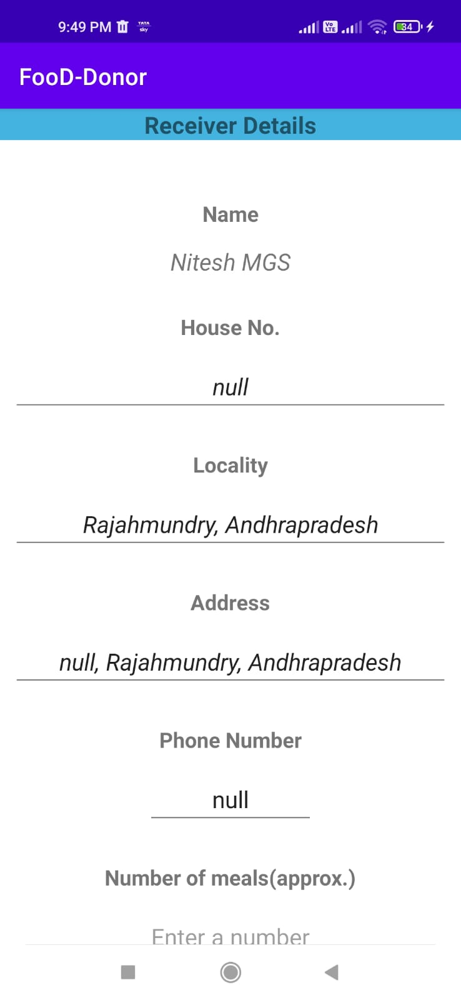 9:49 PM TATA sky Vo LTE 34
FooD-Donor
Receiver Details
Name
Nitesh MGS
House No.
null
Locality
Rajahmundry, Andhrapradesh
Address
null, Rajahmundry, Andhrapradesh
Phone Number
null
Number of meals(approx.)
Enter a number